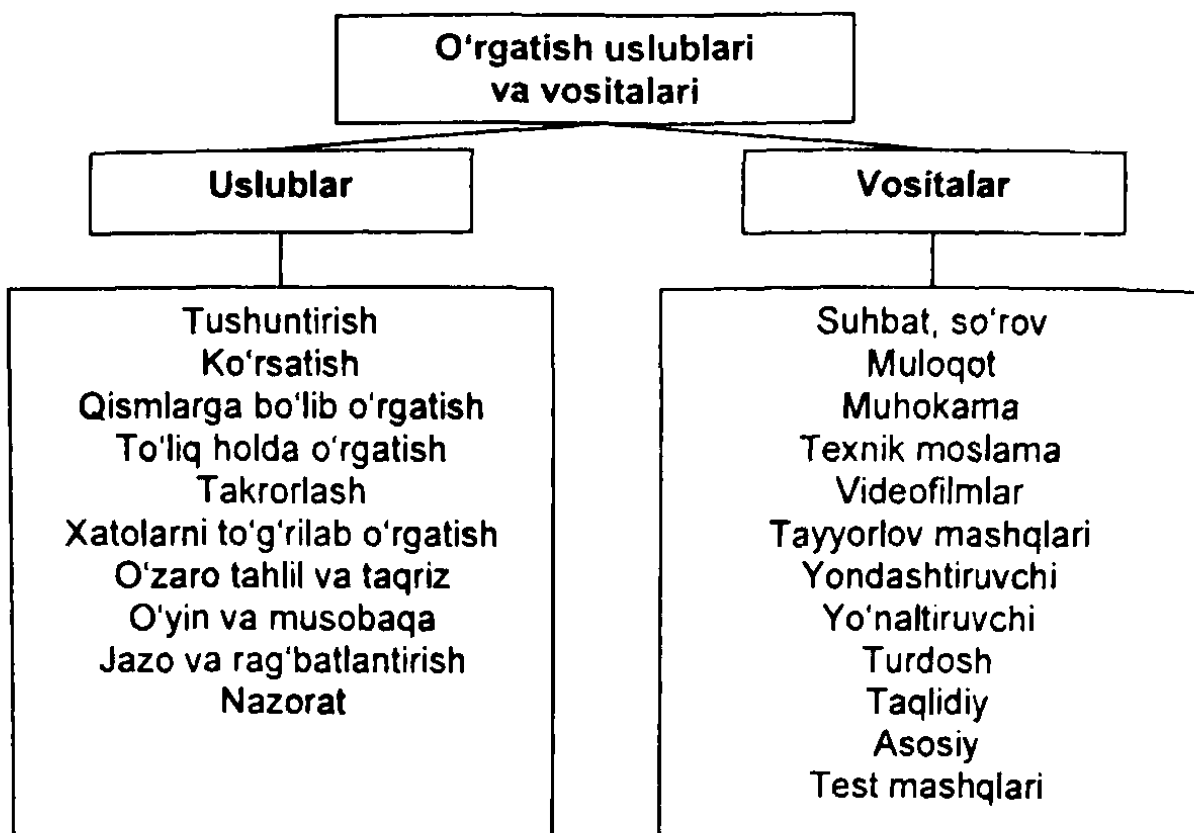 O‘rgatish uslublari
va vositalari
Uslublar
Vositalar
Tushuntirish
Ko‘rsatish
Qismlarga bo‘lib o‘rgatish
To‘liq holda o‘rgatish
Takrorlash
Xatolarni to‘g‘rilab o‘rgatish
O‘zaro tahlil va taqriz
O‘yin va musobaqa
Jazo va rag‘batlantirish
Nazorat
Suhbat, so‘rov
Muloqot
Muhokama
Texnik moslama
Videofilmlar
Tayyorlov mashqlari
Yondashtiruvchi
Yo‘naltiruvchi
Turdosh
Taqlidiy
Asosiy
Test mashqlari